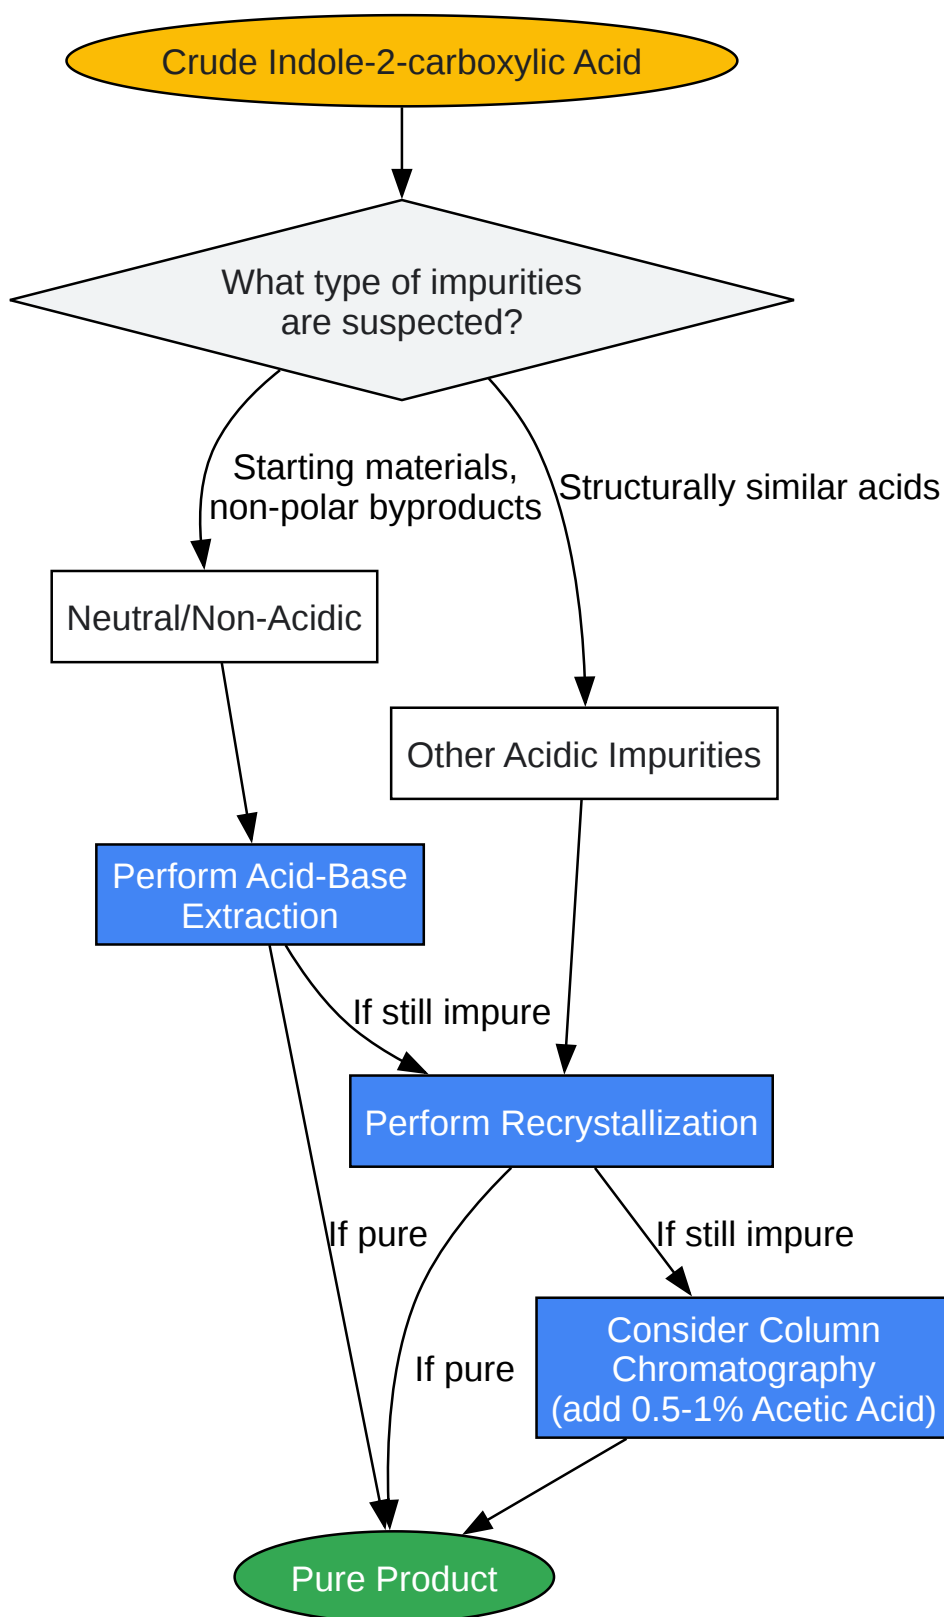 Crude Indole-2-carboxylic Acid
What type of impurities
are suspected?
Starting materials,
non-polar byproducts
Structurally similar acids
Neutral/Non-Acidic
Other Acidic Impurities
Perform Acid-Base
Extraction
If still impure
Perform Recrystallization
If pure
If still impure
Consider Column
Chromatography
(add 0.5-1% Acetic Acid)
If pure
Pure Product